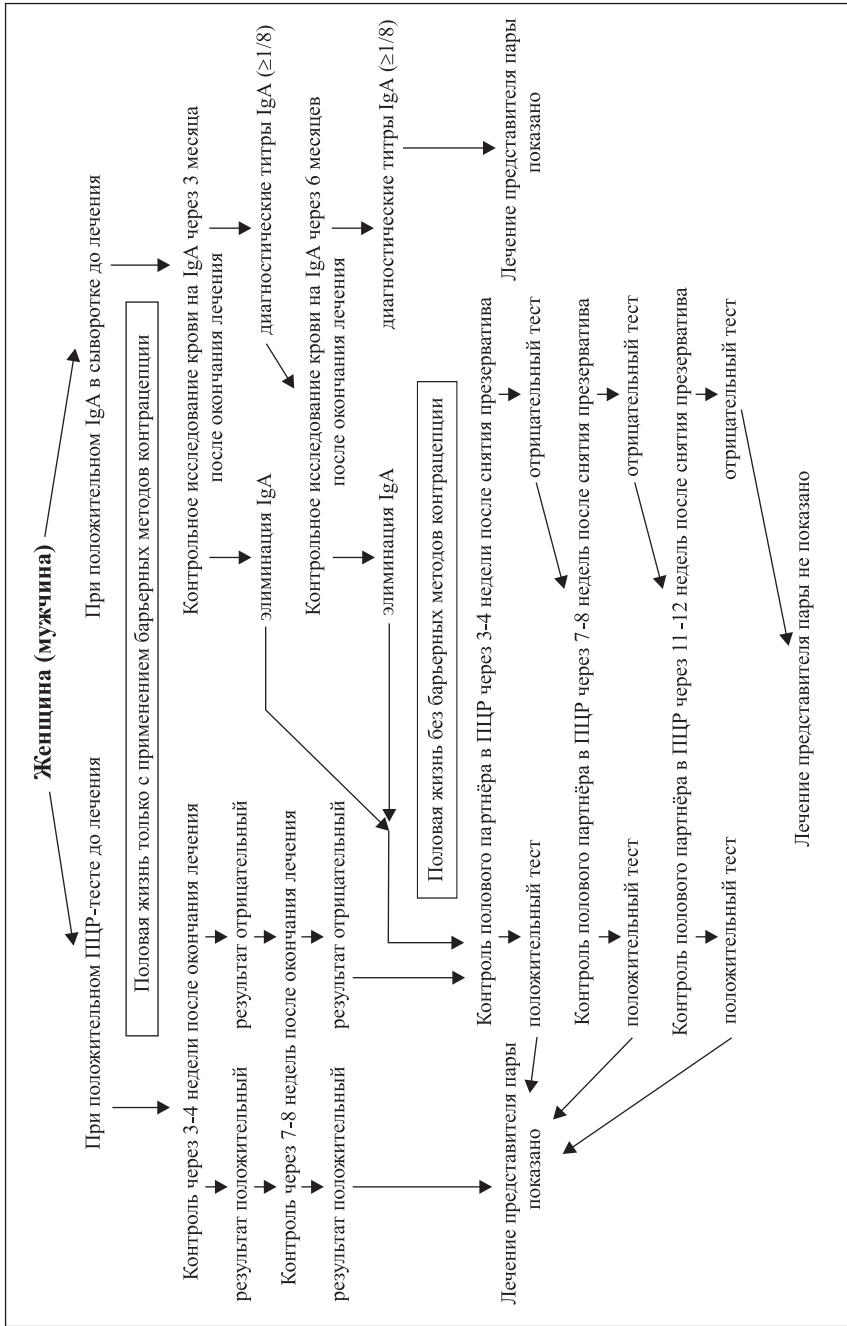 Женщина (мужчина)
При положительном ПЦР-тесте до лечения
При положительном IgA в сыворотке до лечения
Половая жизнь только с применением барьерных методов контрацепции
Контроль через 3-4 недели после окончания лечения
результат положительный
результат отрицательный
Контроль через 7-8 недель после окончания лечения
результат положительный
результат отрицательный
Контрольное исследование крови на IgA через 3 месяца
после окончания лечения
элиминация IgA
диагностические титры IgA (≥1/8)
Контрольное исследование крови на IgA через 6 месяцев
после окончания лечения
элиминация IgA
диагностические титры IgA (≥1/8)
Половая жизнь без барьерных методов контрацепции
Лечение представителя пары
показано
Контроль полового партнёра в ПЦР через 3-4 недели после снятия презерватива
положительный тест
отрицательный тест
Контроль полового партнёра в ПЦР через 7-8 недель после снятия презерватива
положительный тест
отрицательный тест
Контроль полового партнёра в ПЦР через 11 -12 недель после снятия презерватива
положительный тест
отрицательный тест
Лечение представителя пары не показано
Лечение представителя пары
показано